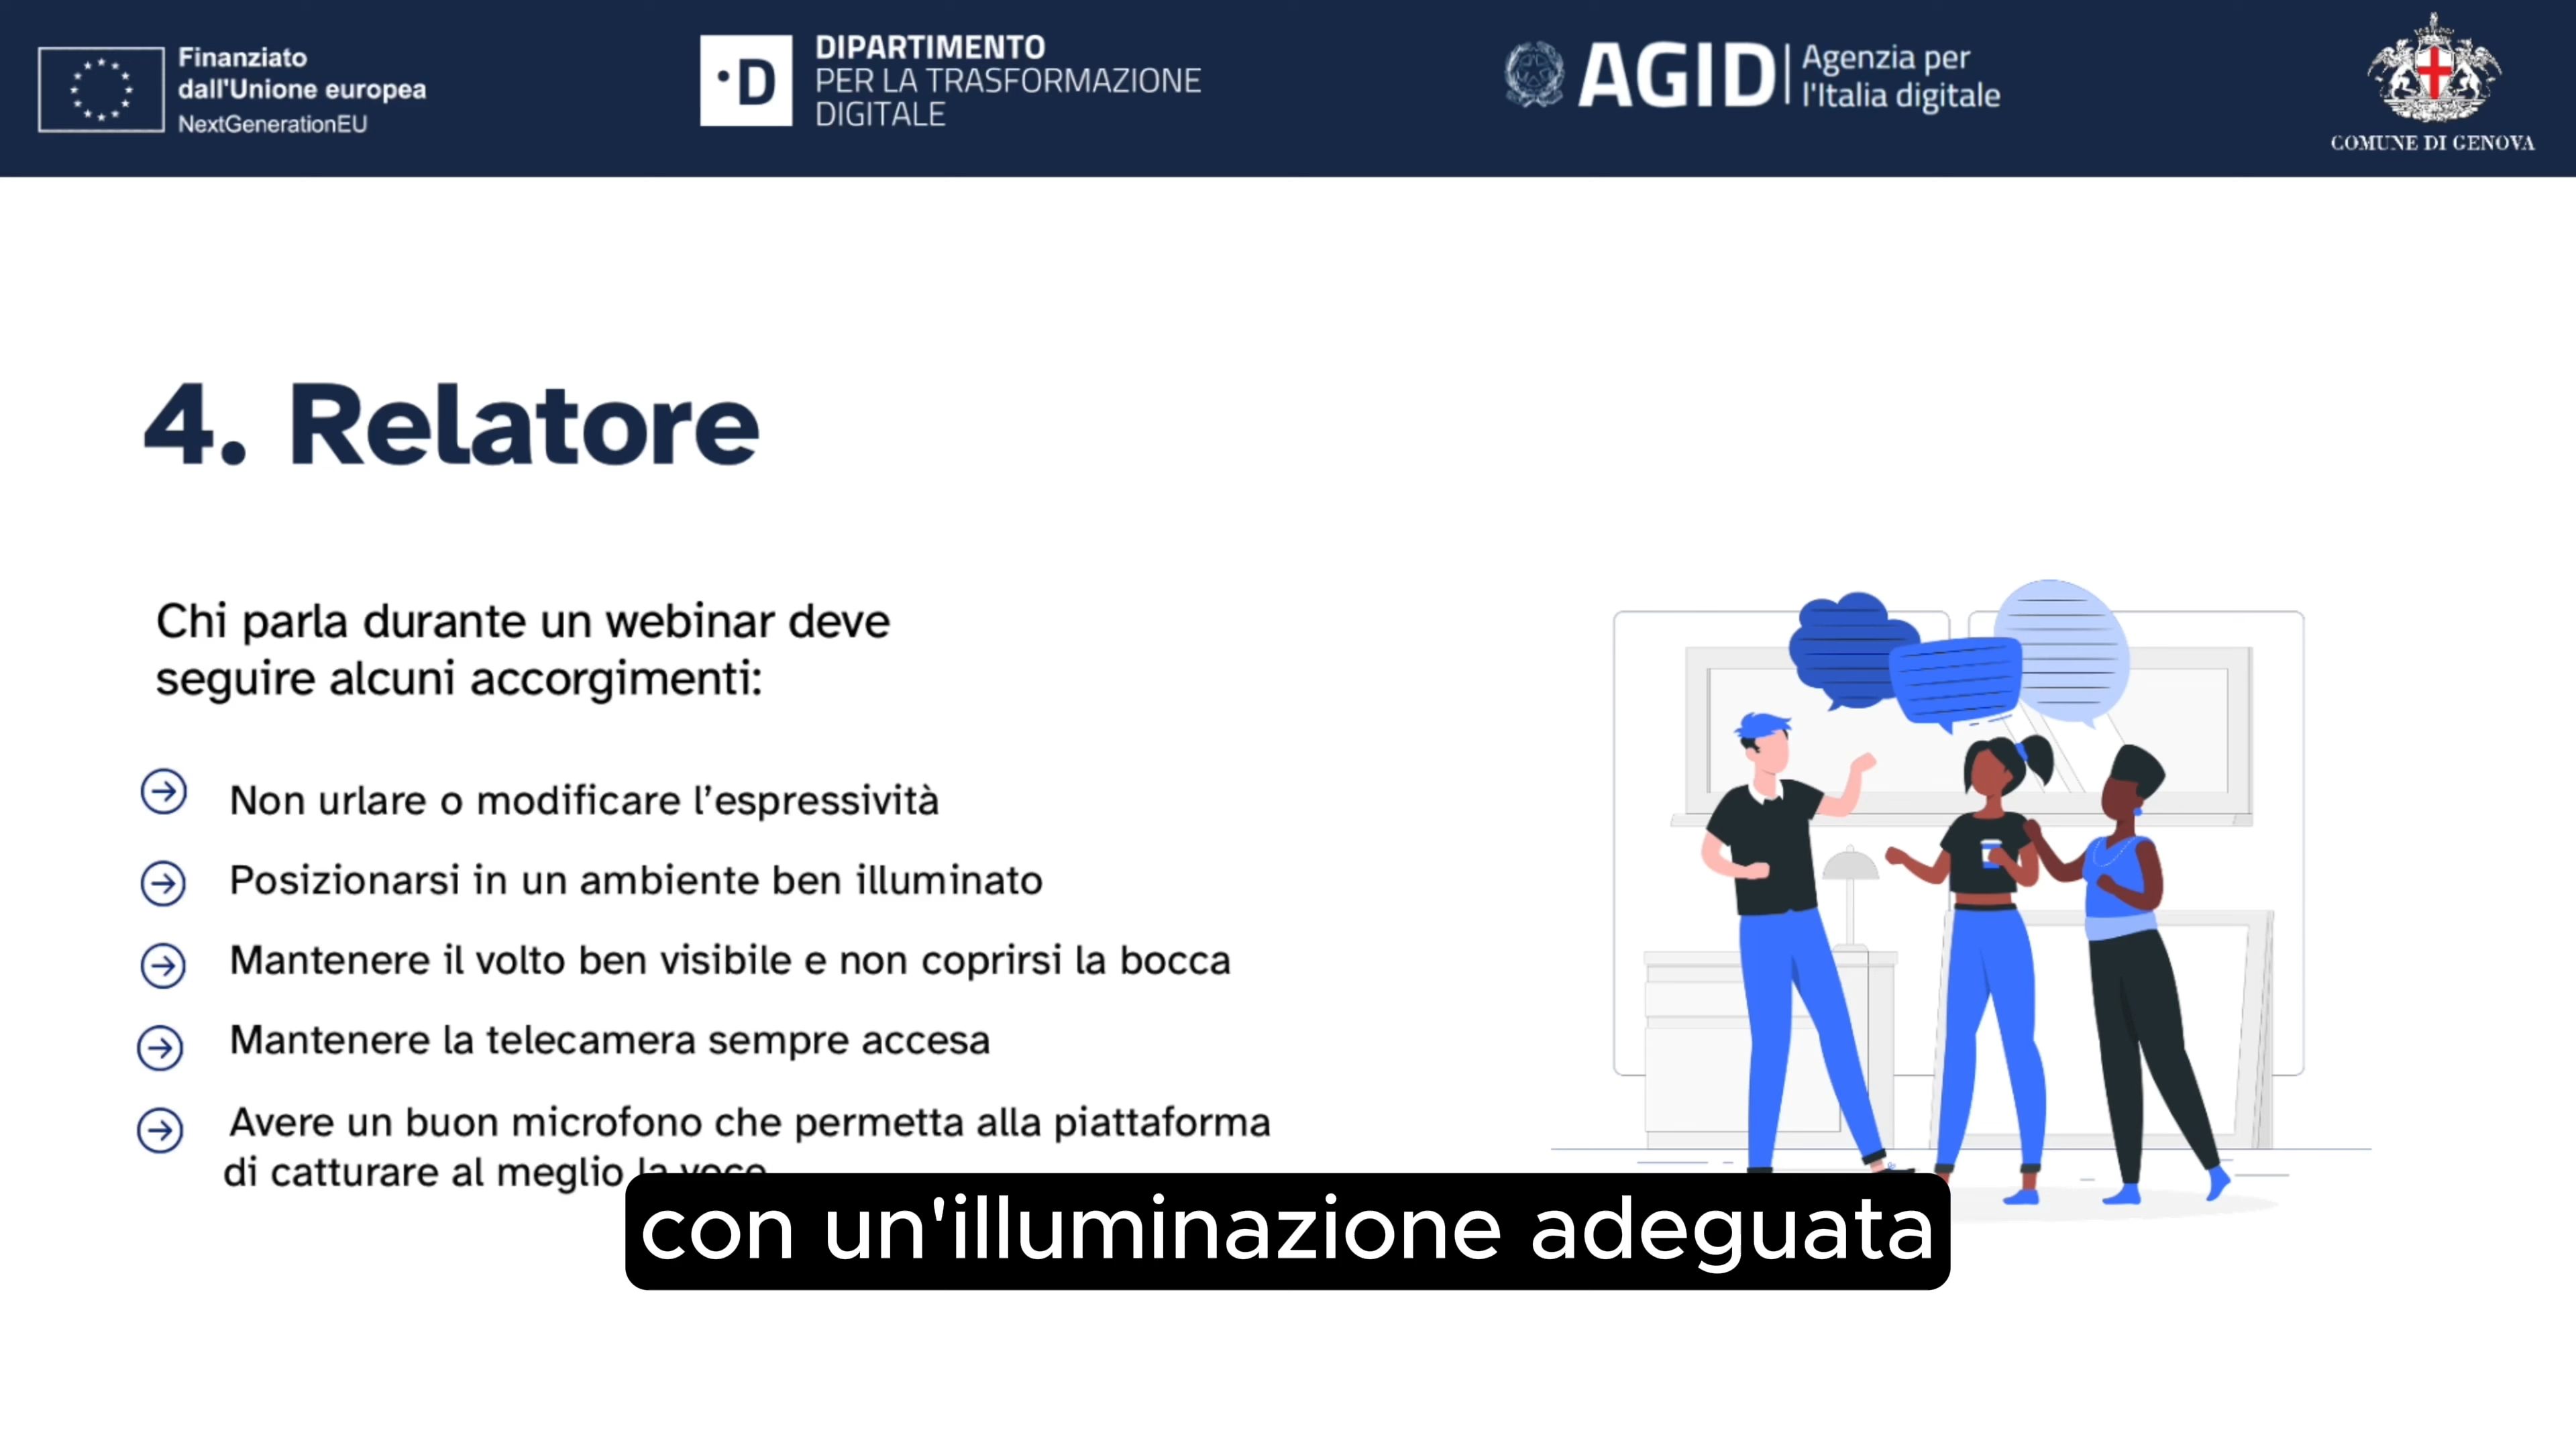 Finanziato
dall'Unione europea
NextGenerationEU
•D
DIPARTIMENTO
PER LA TRASFORMAZIONE
DIGITALE
AGID
Agenzia per
l'Italia digitale
COMUNE DI GENOVA
4. Relatore
Chi parla durante un webinar deve
seguire alcuni accorgimenti:
Non urlare o modificare l’espressività
Posizionarsi in un ambiente ben illuminato
Mantenere il volto ben visibile e non coprirsi la bocca
Mantenere la telecamera sempre accesa
Avere un buon microfono che permetta alla piattaforma
di catturare al meglio la voce
con un'illuminazione adeguata